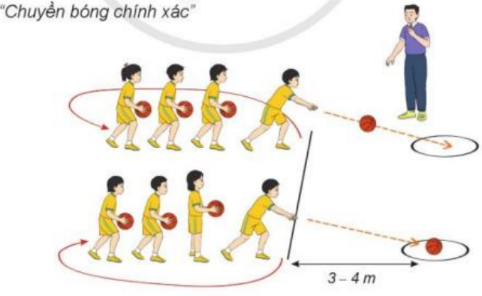 "Chuyền bóng chính xác"
3 – 4 m